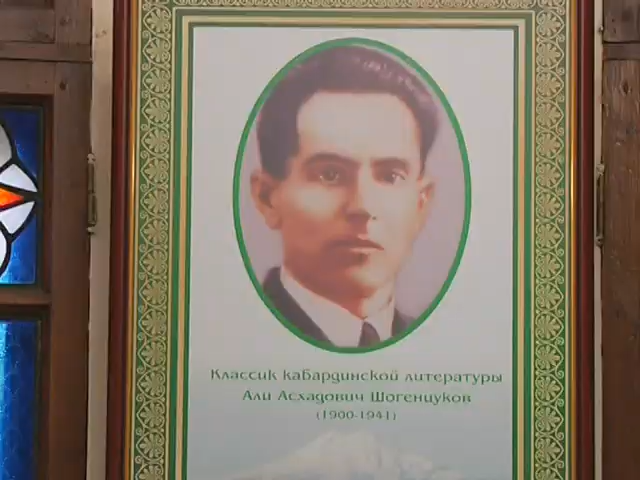 Классик кабардинской литературы
Али Асхадович Шогенцуков
(1900-1941)